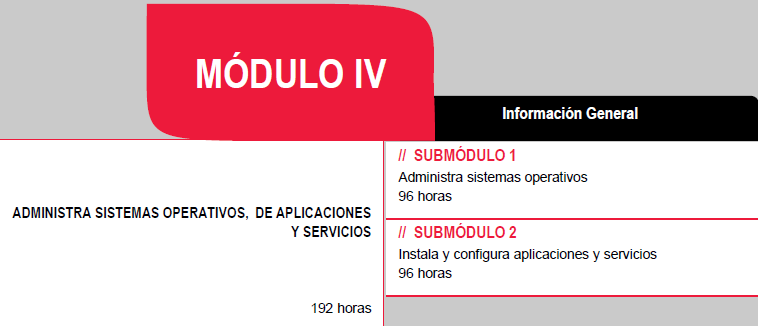 MÓDULO IV
Información General
// SUBMÓDULO 1
Administra sistemas operativos
96 horas
ADMINISTRA SISTEMAS OPERATIVOS, DE APLICACIONES
Y SERVICIOS
192 horas
// SUBMÓDULO 2
Instala y configura aplicaciones y servicios
96 horas